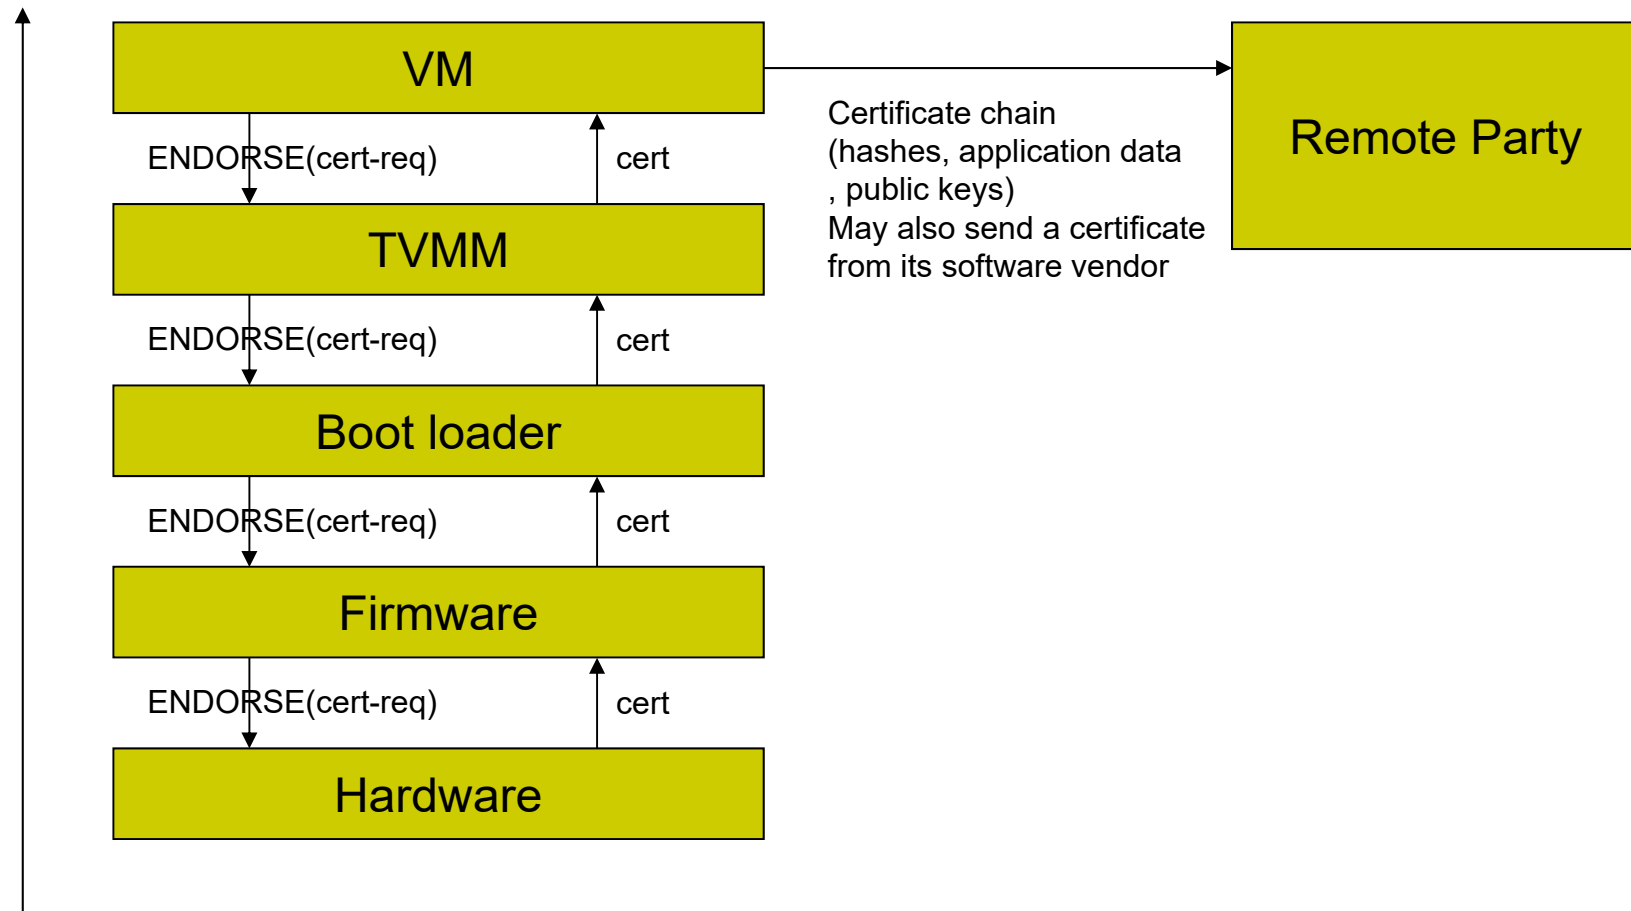 VM
ENDORSE(cert-req)
cert
TVMM
ENDORSE(cert-req)
cert
Boot loader
ENDORSE(cert-req)
cert
Firmware
ENDORSE(cert-req)
cert
Hardware
Certificate chain
(hashes, application data
, public keys)
May also send a certificate
from its software vendor
Remote Party